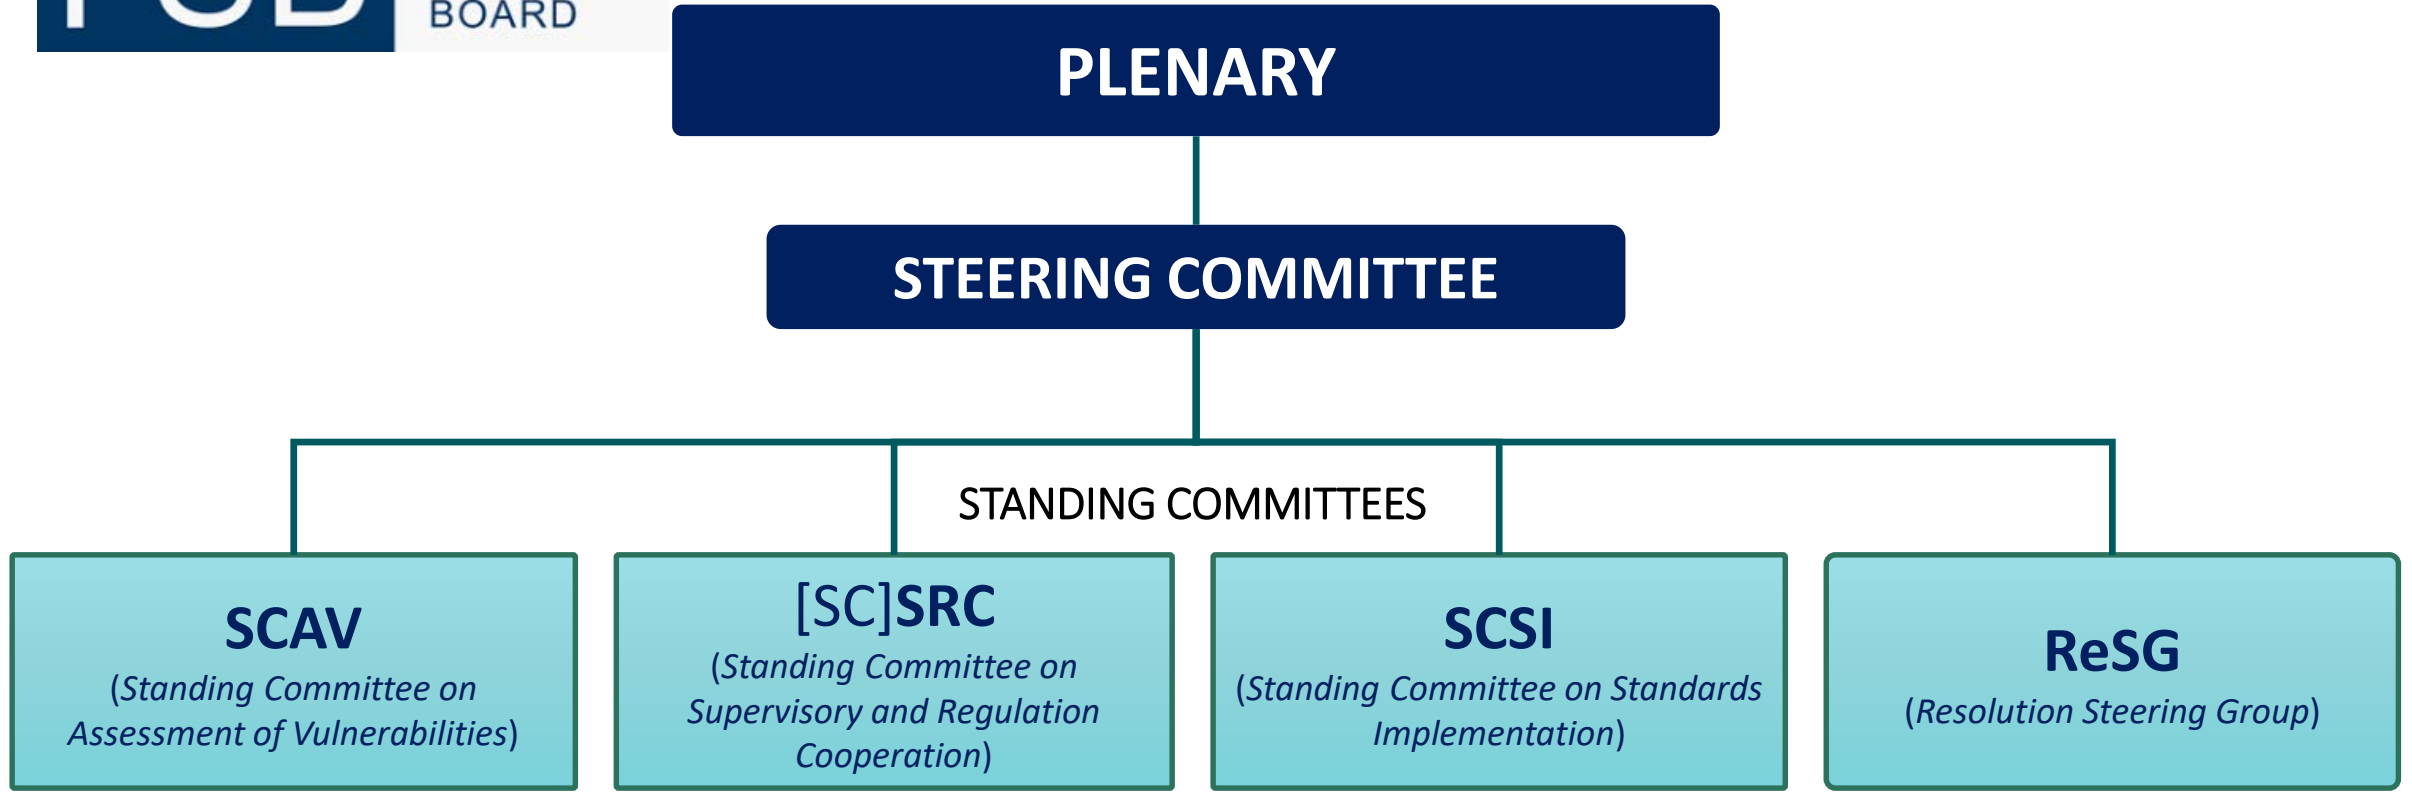 BOARD
PLENARY
STEERING COMMITTEE
STANDING COMMITTEES
SCAV
(Standing Committee on
Assessment of Vulnerabilities)
[SC]SRC
(Standing Committee on
Supervisory and Regulation
Cooperation)
SCSI
(Standing Committee on Standards
Implementation)
ReSG
(Resolution Steering Group)